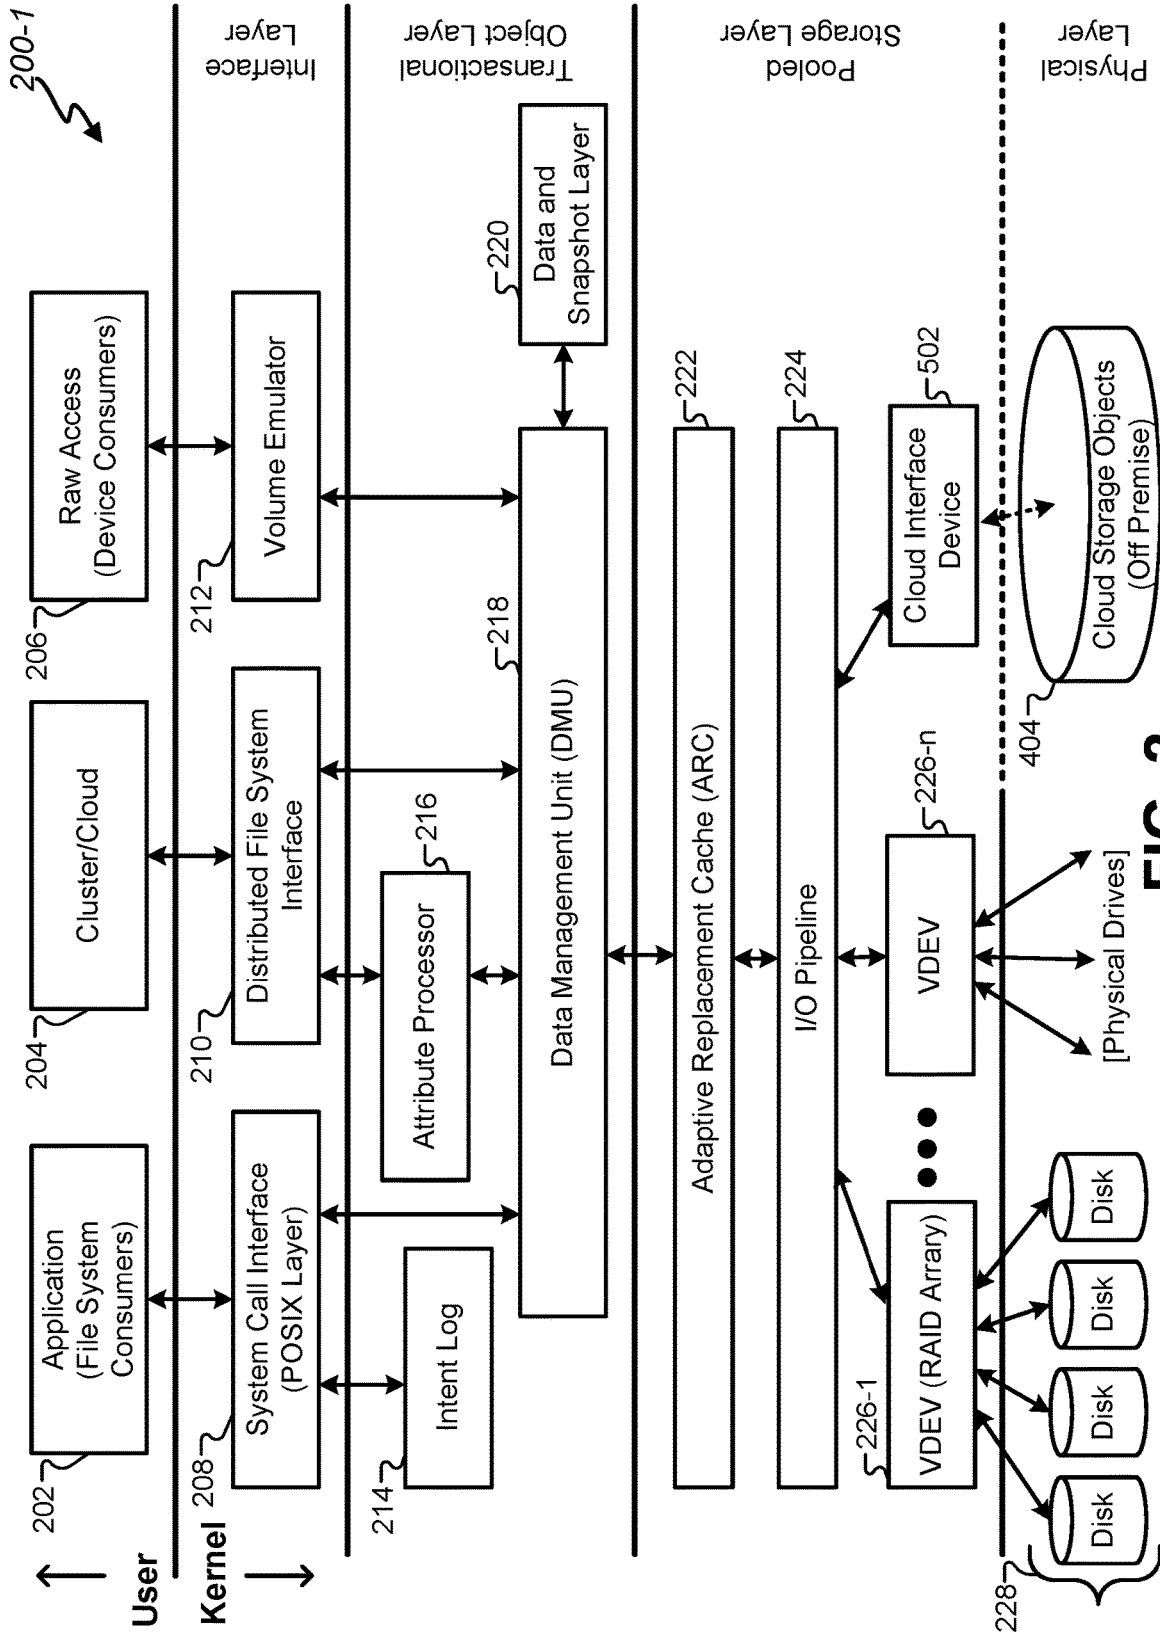 200-1
User
Kernel
202
Application
(File System
Consumers)
204
Cluster/Cloud
206
Raw Access
(Device Consumers)
208
System Call Interface
(POSIX Layer)
210
Distributed File System
Interface
212
Volume Emulator
Interface
Layer
214
Intent Log
Attribute Processor
216
218
Data Management Unit (DMU)
220
Data and
Snapshot Layer
Transactional
Object Layer
Adaptive Replacement Cache (ARC)
222
I/O Pipeline
224
226-1
VDEV (RAID Arrary)
VDEV
226-n
Cloud Interface
Device
502
Pooled
Storage Layer
228
Disk
Disk
Disk
Disk
[Physical Drives]
404
Cloud Storage Objects
(Off Premise)
Physical
Layer